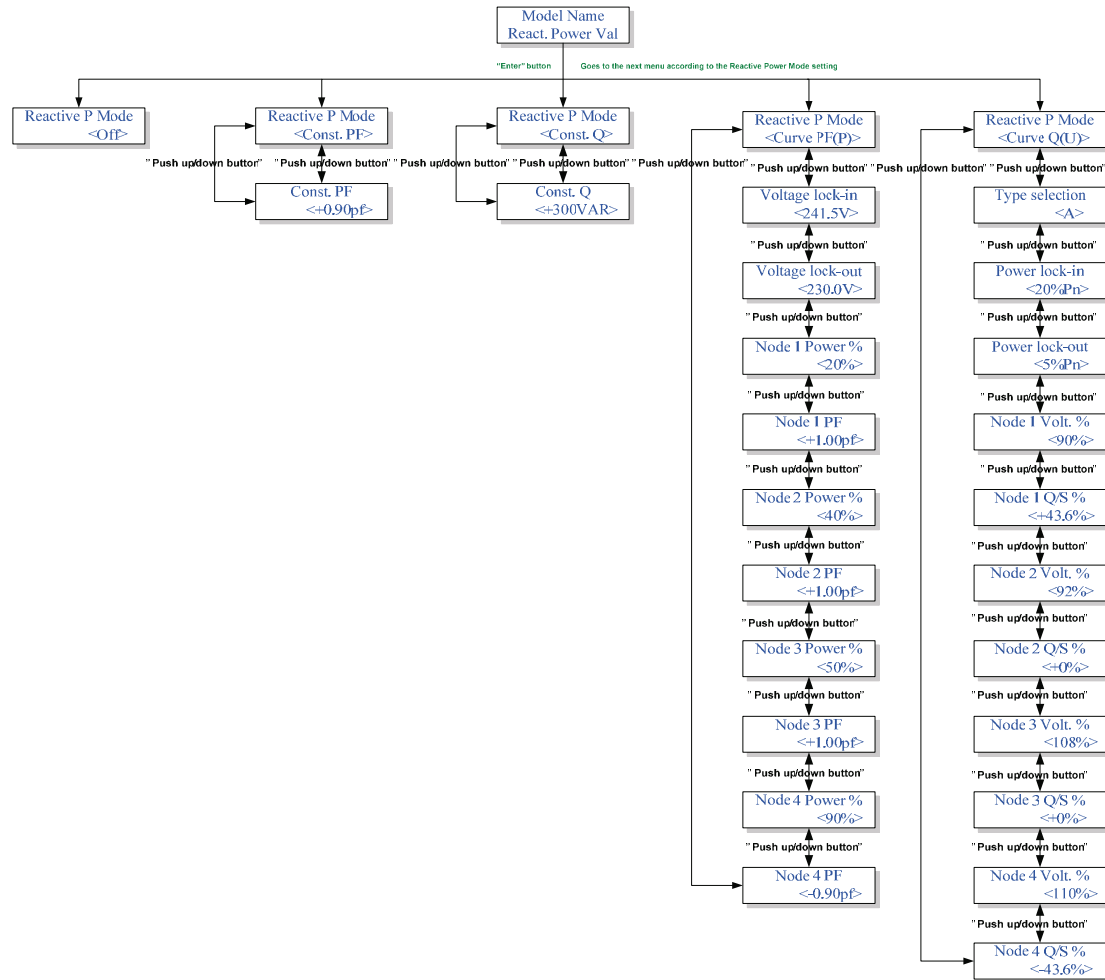 Model Name
React. Power Val
"Enter" button
Goes to the next menu according to the Reactive Power Mode setting
Reactive P Mode
<Off>
Reactive P Mode
<Const. PF>
Reactive P Mode
<Const. Q>
Reactive P Mode
<Curve PF(P)>
Reactive P Mode
<Curve Q(U)>
" Push up/down button"
" Push up/down button"
" Push up/down button"
" Push up/down button"
" Push up/down button"
" Push up/down button"
" Push up/down button"
" Push up/down button"
Const. PF
<+0.90pf>
Const. Q
<+300VAR>
Voltage lock-in
<241.5V>
Type selection
<A>
" Push up/down button"
" Push up/down button"
Voltage lock-out
<230.0V>
Power lock-in
<20%Pn>
" Push up/down button"
" Push up/down button"
Node 1 Power %
<20%>
Power lock-out
<5%Pn>
" Push up/down button"
" Push up/down button"
Node 1 PF
<+1.00pf>
Node 1 Volt. %
<90%>
" Push up/down button"
" Push up/down button"
Node 2 Power %
<40%>
Node 1 Q/S %
<+43.6%>
" Push up/down button"
" Push up/down button"
Node 2 PF
<+1.00pf>
Node 2 Volt. %
<92%>
" Push up/down button"
" Push up/down button"
Node 3 Power %
<50%>
Node 2 Q/S %
<+0%>
" Push up/down button"
" Push up/down button"
Node 3 PF
<+1.00pf>
Node 3 Volt. %
<108%>
" Push up/down button"
" Push up/down button"
Node 4 Power %
<90%>
Node 3 Q/S %
<+0%>
" Push up/down button"
" Push up/down button"
Node 4 PF
<-0.90pf>
Node 4 Volt. %
<110%>
" Push up/down button"
Node 4 Q/S %
<-43.6%>